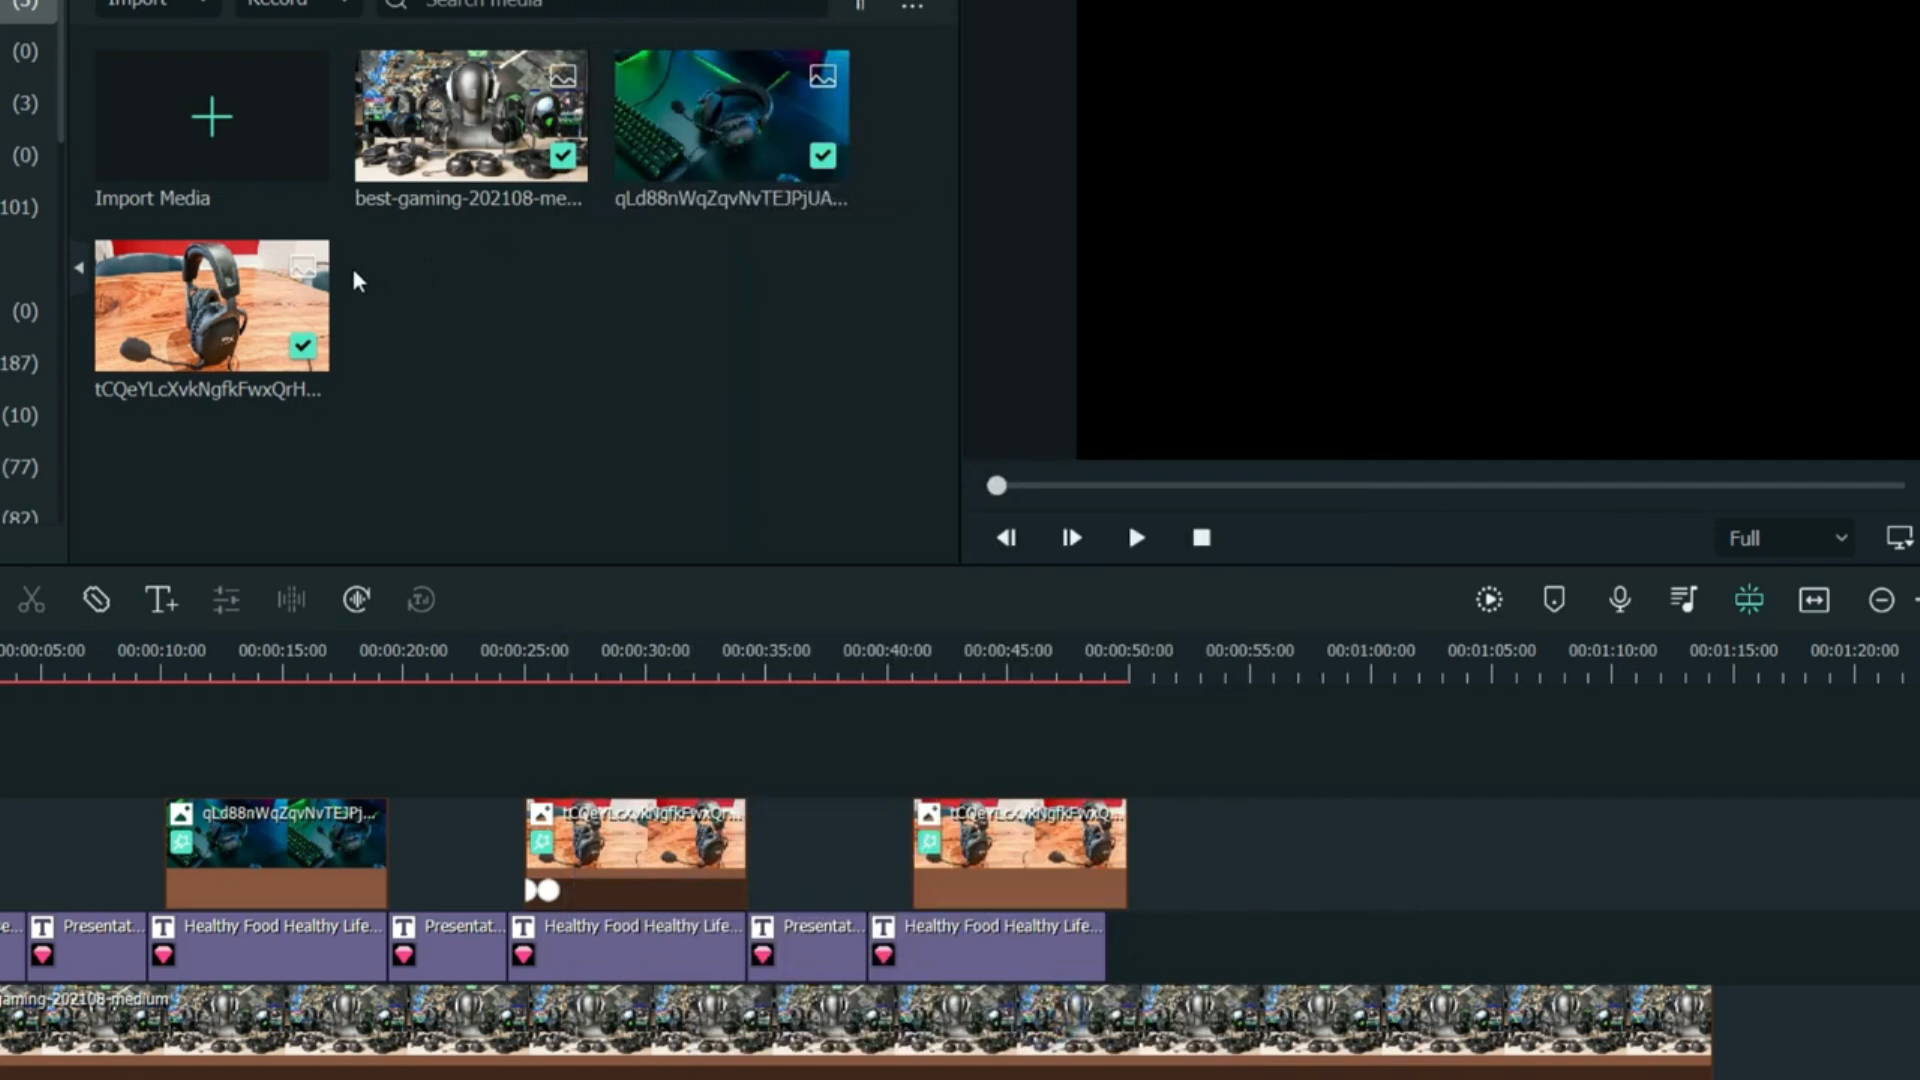 (3)
Import
Record
Search media
(0)
(3)
(0)
101)
(0)
187)
(10)
(77)
(82)
Import Media
best-gaming-202108-me...
qLd88nWqZqvNvTEJPjUA...
tCQeYLcXvkNgfkFwxQrH...
Full
00:00:05:00 00:00:10:00 00:00:15:00 00:00:20:00 00:00:25:00 00:00:30:00 00:00:35:00 00:00:40:00 00:00:45:00 00:00:50:00 00:00:55:00 00:01:00:00 00:01:05:00 00:01:10:00 00:01:15:00 00:01:20:00
qLd88nWqZqvNvTEJPj... tCQeYLcXvkNgfkFwxQr... tCQeYLcXvkNgfkFwxQ...
e... Presentat... Healthy Food Healthy Life... Presentat... Healthy Food Healthy Life... Presentat... Healthy Food Healthy Life...
gaming-202108-medium